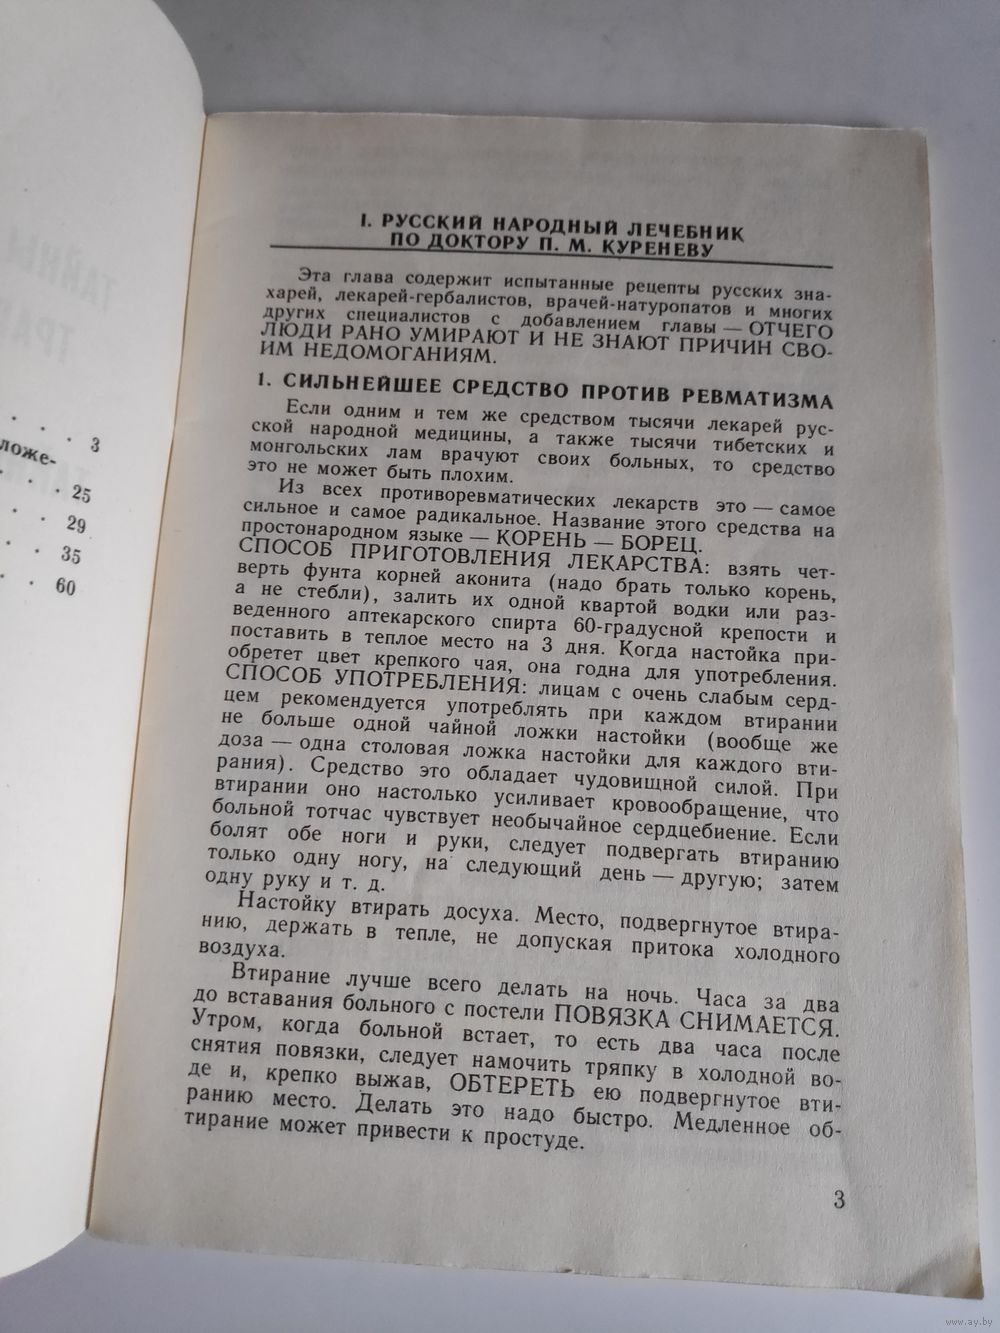 ложе-
. . . 3
. . 25
. . 29
. . 35
. . 60
I. РУССКИЙ НАРОДНЫЙ ЛЕЧЕБНИК
ПО ДОКТОРУ П. М. КУРЕНЕВУ
Эта глава содержит испытанные рецепты русских зна-
харей, лекарей-гербалистов, врачей-натуропатов и многих
других специалистов с добавлением главы — ОТЧЕГО
ЛЮДИ РАНО УМИРАЮТ И НЕ ЗНАЮТ ПРИЧИН СВО-
ИМ НЕДОМОГАНИЯМ.
1. СИЛЬНЕЙШЕЕ СРЕДСТВО ПРОТИВ РЕВМАТИЗМА
Если одним и тем же средством тысячи лекарей рус-
ской народной медицины, а также тысячи тибетских и
монгольских лам врачуют своих больных, то средство
это не может быть плохим.
Из всех противоревматических лекарств это — самое
сильное и самое радикальное. Название этого средства на
простонародном языке — КОРЕНЬ — БОРЕЦ.
СПОСОБ ПРИГОТОВЛЕНИЯ ЛЕКАРСТВА: взять чет-
верть фунта корней аконита (надо брать только корень,
а не стебли), залить их одной квартой водки или раз-
веденного аптекарского спирта 60-градусной крепости и
поставить в теплое место на 3 дня. Когда настойка при-
обретет цвет крепкого чая, она годна для употребления.
СПОСОБ УПОТРЕБЛЕНИЯ: лицам с очень слабым серд-
цем рекомендуется употреблять при каждом втирании
не больше одной чайной ложки настойки (вообще же
доза — одна столовая ложка настойки для каждого вти-
рания). Средство это обладает чудовищной силой. При
втирании оно настолько усиливает кровообращение, что
больной тотчас чувствует необычайное сердцебиение. Если
болят обе ноги и руки, следует подвергать втиранию
только одну ногу, на следующий день — другую; затем
одну руку и т. д.
Настойку втирать досуха. Место, подвергнутое втира-
нию, держать в тепле, не допуская притока холодного
воздуха.
Втирание лучше всего делать на ночь. Часа за два
до вставания больного с постели ПОВЯЗКА СНИМАЕТСЯ.
Утром, когда больной встает, то есть два часа после
снятия повязки, следует намочить тряпку в холодной во-
де и, крепко выжав, ОБТЕРЕТЬ ею подвергнутое вти-
ранию место. Делать это надо быстро. Медленное об-
тирание может привести к простуде.
3
www.ay.by